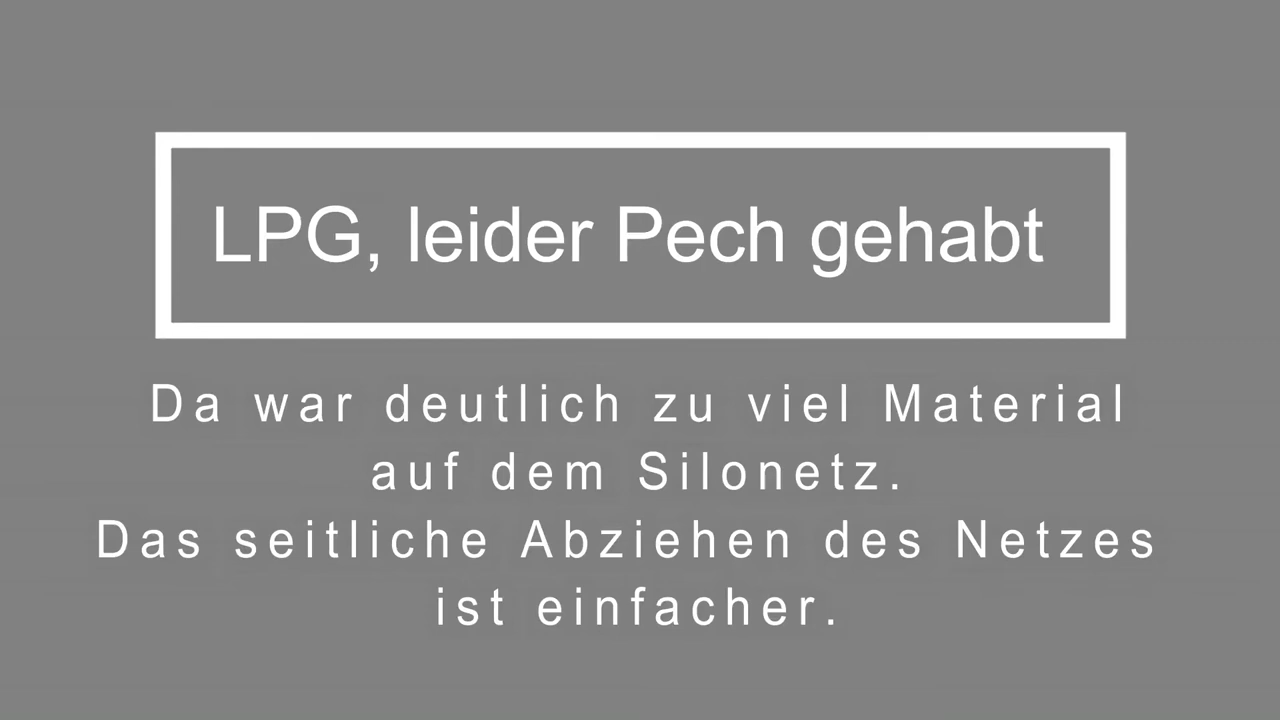 LPG, leider Pech gehabt
Da war deutlich zu viel Material
auf dem Silonetz.
Das seitliche Abziehen des Netzes
ist einfacher.